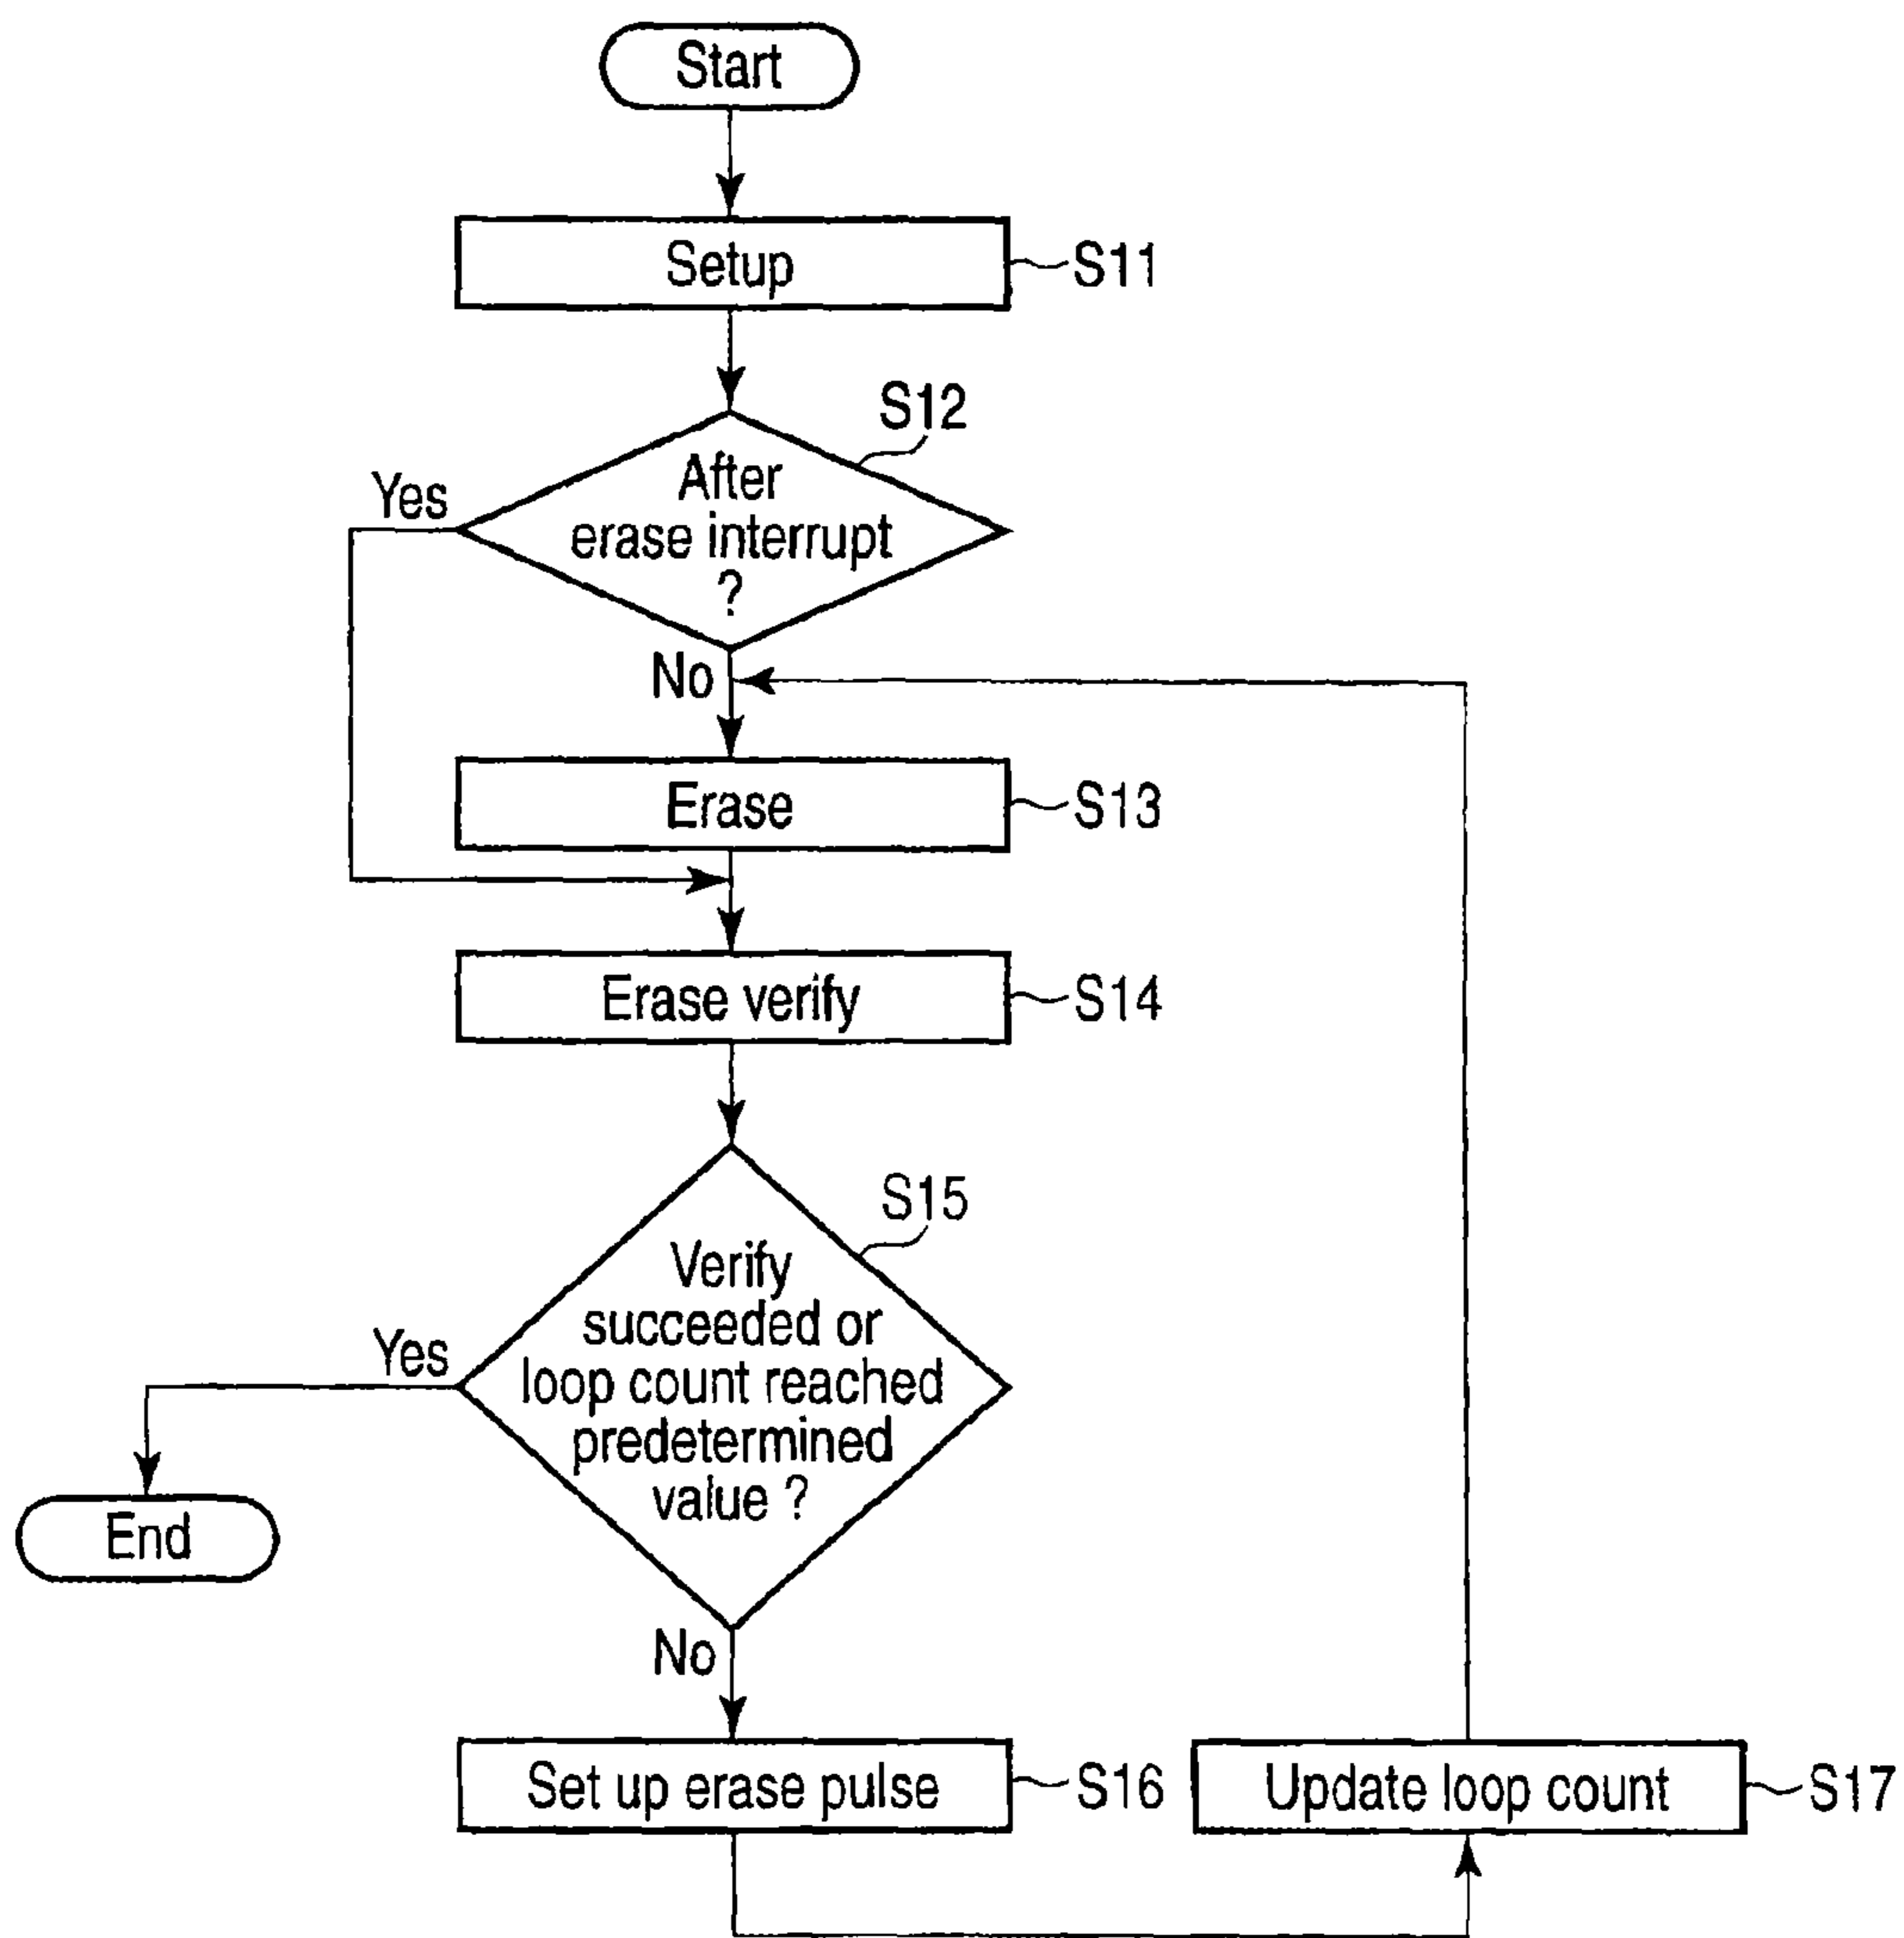 Start
Setup
S11
S12
After
erase interrupt
?
Yes
No
Erase
S13
Erase verify
S14
S15
Verify
succeeded or
loop count reached
predetermined
value ?
Yes
End
No
Set up erase pulse
S16
Update loop count
S17